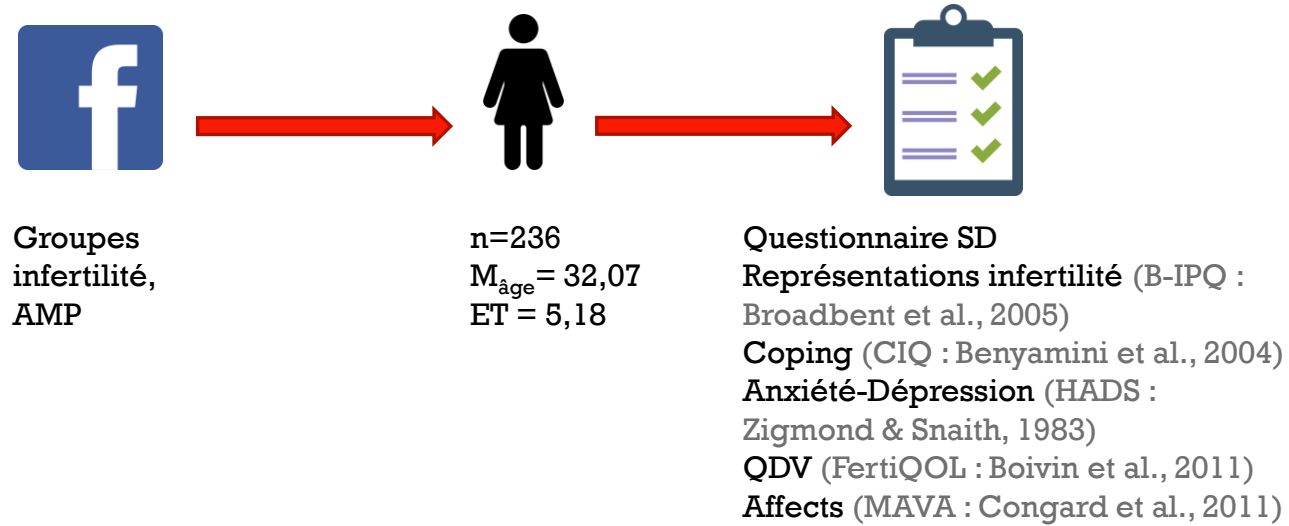 f
Groupes
infertilité,
AMP
n=236
Mâge= 32,07
ET = 5,18
Questionnaire SD
Représentations infertilité (B-IPQ :
Broadbent et al., 2005)
Coping (CIQ : Benyamini et al., 2004)
Anxiété-Dépression (HADS :
Zigmond & Snaith, 1983)
QDV (FertiQOL : Boivin et al., 2011)
Affects (MAVA : Congard et al., 2011)